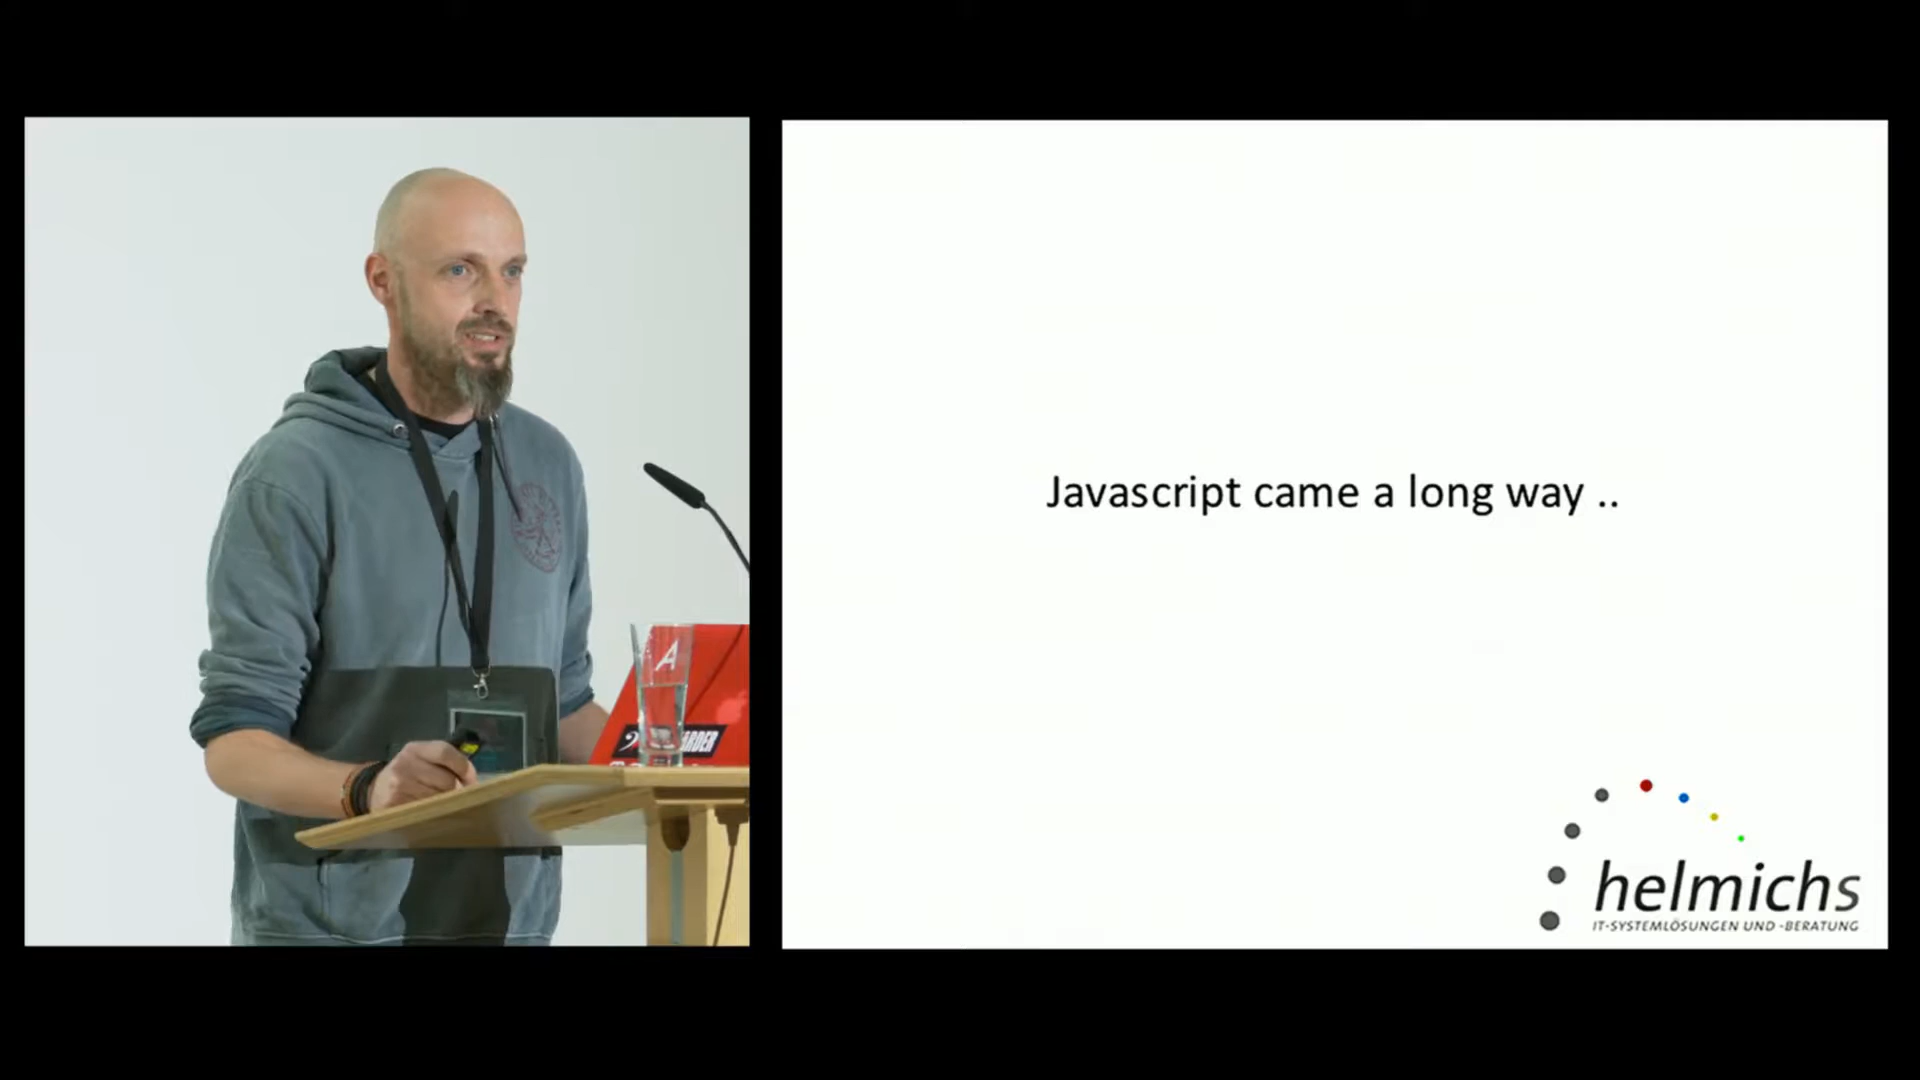 Javascript came a long way ..
helmichs
IT-SYSTEMLÖSUNGEN UND -BERATUNG
A